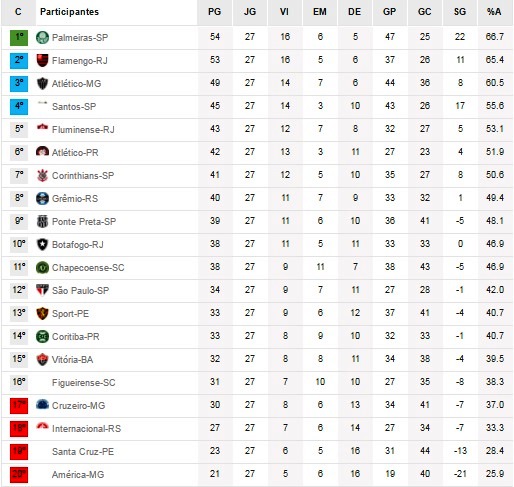 C Participantes PG JG VI EM DE GP GC SG %A
1º Palmeiras-SP 54 27 16 6 5 47 25 22 66.7
2º Flamengo-RJ 53 27 16 5 6 37 26 11 65.4
3º Atlético-MG 49 27 14 7 6 44 36 8 60.5
4º Santos-SP 45 27 14 3 10 43 26 17 55.6
5º Fluminense-RJ 43 27 12 7 8 32 27 5 53.1
6º Atlético-PR 42 27 13 3 11 27 23 4 51.9
7º Corinthians-SP 41 27 12 5 10 35 27 8 50.6
8º Grêmio-RS 40 27 11 7 9 33 32 1 49.4
9º Ponte Preta-SP 39 27 11 6 10 36 41 -5 48.1
10º Botafogo-RJ 38 27 11 5 11 33 33 0 46.9
11º Chapecoense-SC 38 27 9 11 7 38 43 -5 46.9
12º São Paulo-SP 34 27 9 7 11 27 28 -1 42.0
13º Sport-PE 33 27 9 6 12 37 41 -4 40.7
14º Coritiba-PR 33 27 8 9 10 32 33 -1 40.7
15º Vitória-BA 32 27 8 8 11 34 38 -4 39.5
16º Figueirense-SC 31 27 7 10 10 27 35 -8 38.3
17º Cruzeiro-MG 30 27 8 6 13 34 41 -7 37.0
18º Internacional-RS 27 27 7 6 14 27 34 -7 33.3
19º Santa Cruz-PE 23 27 6 5 16 31 44 -13 28.4
20º América-MG 21 27 5 6 16 19 40 -21 25.9